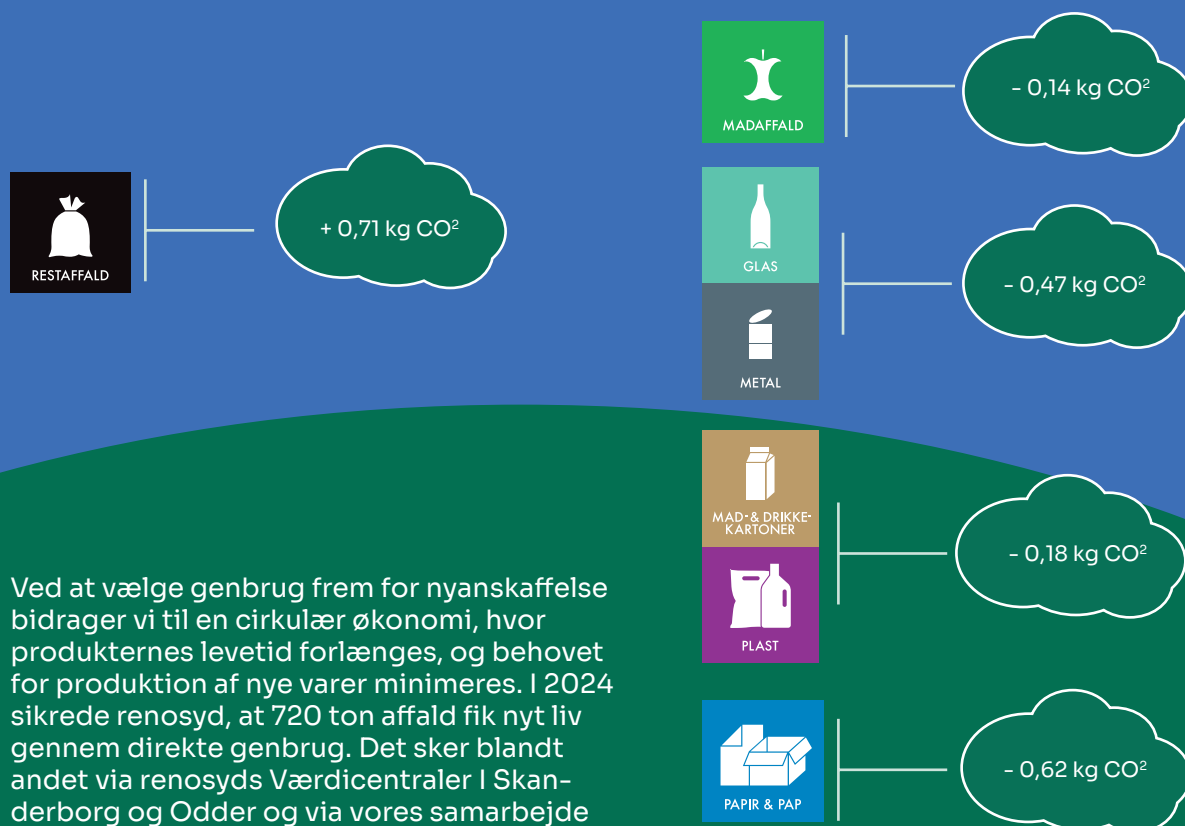 RESTAFFALD
+ 0,71 kg CO²
MADAFFALD
- 0,14 kg CO²
GLAS
METAL
- 0,47 kg CO²
MAD- & DRIKKE-
KARTONER
PLAST
- 0,18 kg CO²
PAPIR & PAP
- 0,62 kg CO²
Ved at vælge genbrug frem for nyanskaffelse
bidrager vi til en cirkulær økonomi, hvor
produkternes levetid forlænges, og behovet
for produktion af nye varer minimeres. I 2024
sikrede renosyd, at 720 ton affald fik nyt liv
gennem direkte genbrug. Det sker blandt
andet via renosyds Værdicentraler I Skan-
derborg og Odder og via vores samarbejde